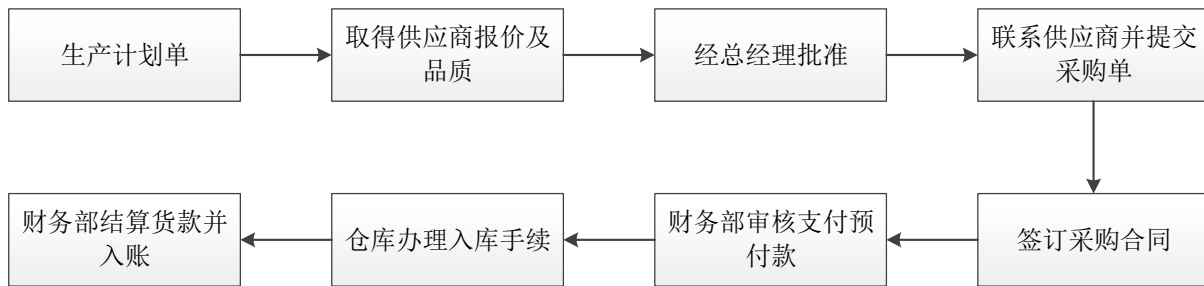 生产计划单
取得供应商报价及
品质
经总经理批准
联系供应商并提交
采购单
签订采购合同
财务部审核支付预
付款
仓库办理入库手续
财务部结算货款并
入账